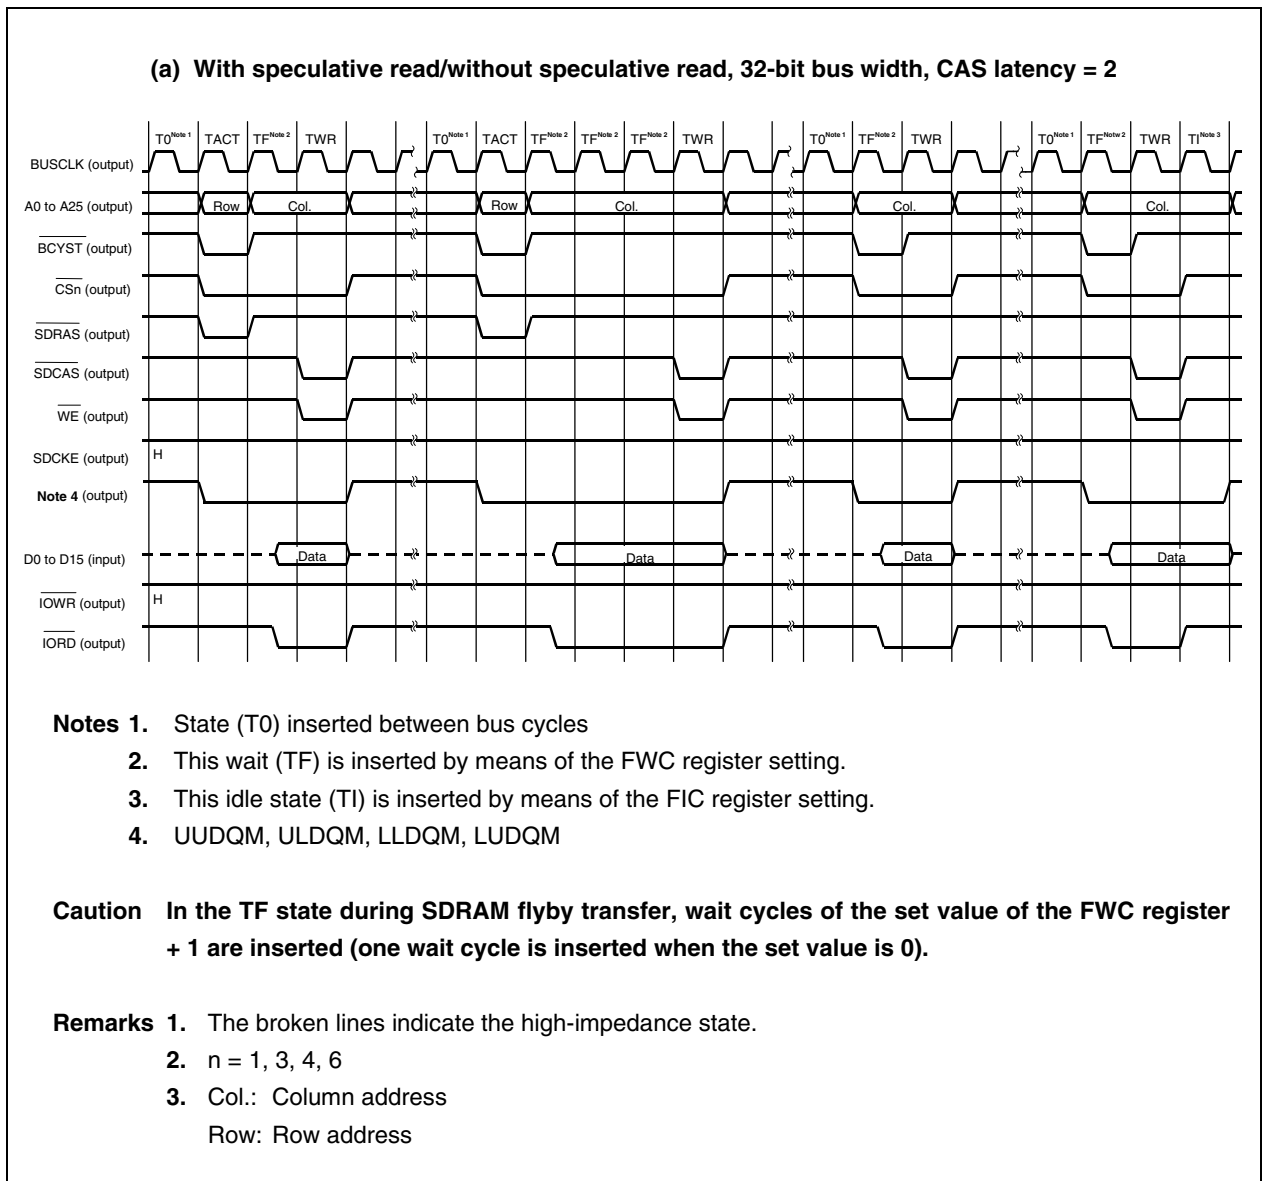 (a) With speculative read/without speculative read, 32-bit bus width, CAS latency = 2
T0Note 1 TACT TFNote 2 TWR T0Note 1 TACT TFNote 2 TFNote 2 TFNote 2 TWR T0Note 1 TFNote 2 TWR T0Note 1 TFNotw 2 TWR TINote 3
BUSCLK (output)
A0 to A25 (output) Row Col. Row Col. Col. Col.
BCYST (output)
CSn (output)
SDRAS (output)
SDCAS (output)
WE (output)
SDCKE (output) H
Note 4 (output)
D0 to D15 (input) Data Data Data Data
IOWR (output) H
IORD (output)
Notes 1. State (T0) inserted between bus cycles
2. This wait (TF) is inserted by means of the FWC register setting.
3. This idle state (TI) is inserted by means of the FIC register setting.
4. UUDQM, ULDQM, LLDQM, LUDQM
Caution In the TF state during SDRAM flyby transfer, wait cycles of the set value of the FWC register
+ 1 are inserted (one wait cycle is inserted when the set value is 0).
Remarks 1. The broken lines indicate the high-impedance state.
2. n = 1, 3, 4, 6
3. Col.: Column address
Row: Row address